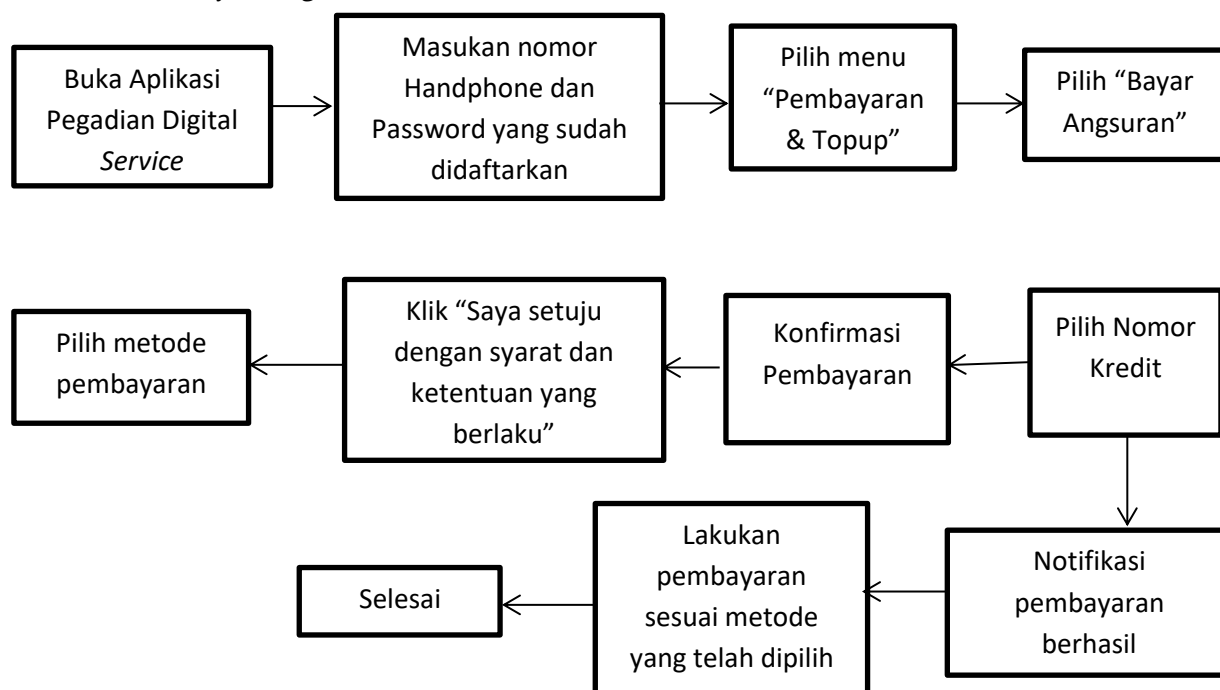 Buka Aplikasi
Pegadian Digital
Service
Masukan nomor
Handphone dan
Password yang sudah
didaftarkan
Pilih menu
“Pembayaran
& Topup”
Pilih “Bayar
Angsuran”
Pilih metode
pembayaran
Klik “Saya setuju
dengan syarat dan
ketentuan yang
berlaku”
Konfirmasi
Pembayaran
Pilih Nomor
Kredit
Selesai
Lakukan
pembayaran
sesuai metode
yang telah dipilih
Notifikasi
pembayaran
berhasil